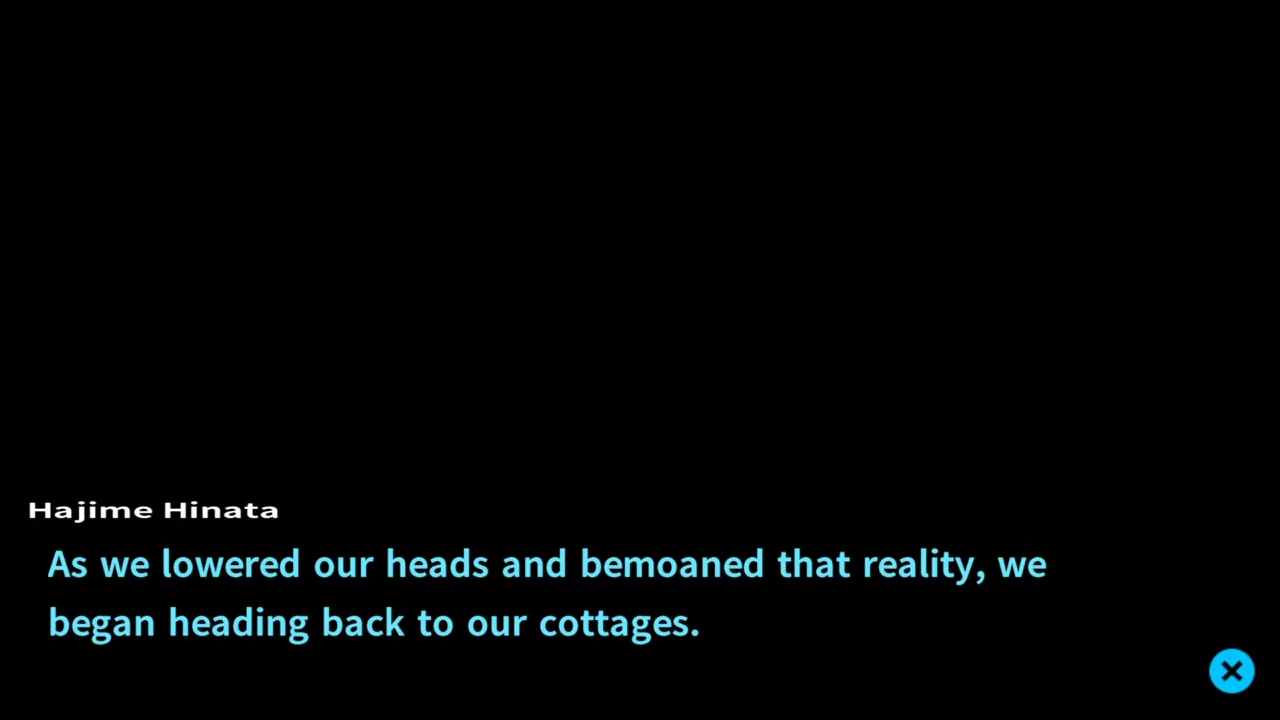 Hajime Hinata
As we lowered our heads and bemoaned that reality, we
began heading back to our cottages.